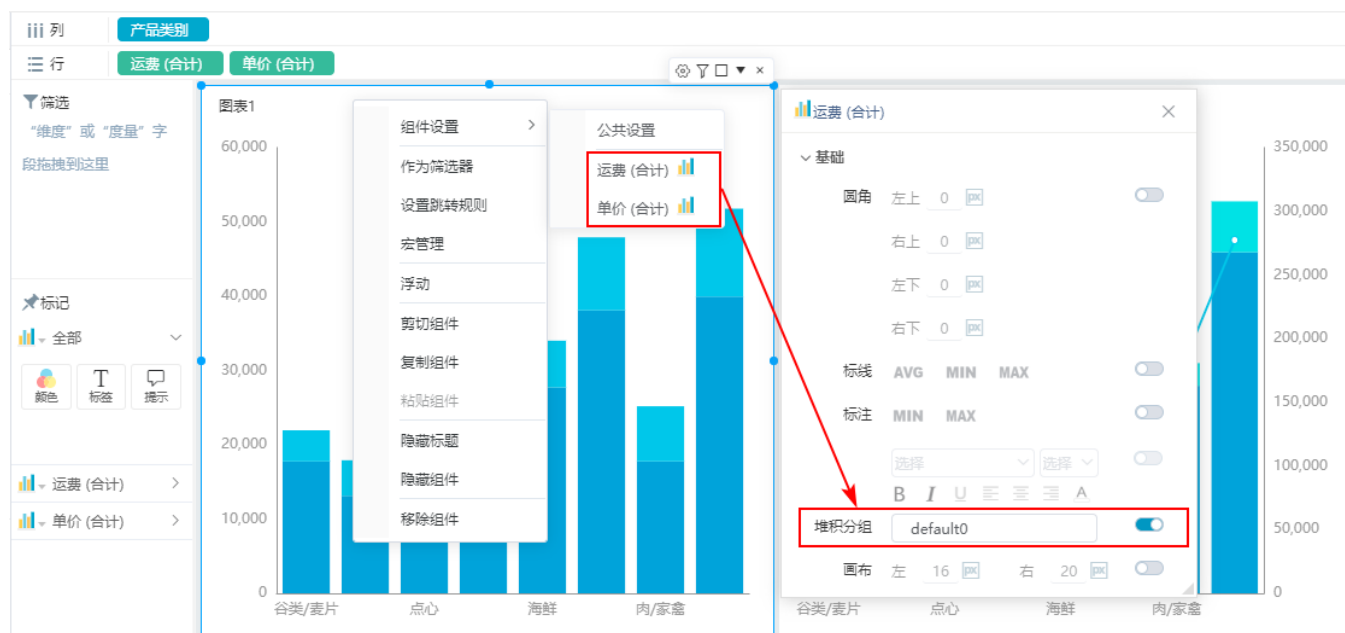 列 产品类别
行 运费 (合计) 单价 (合计)
筛选
“维度” 或 “度量” 字
段拖拽到这里
标记
全部
颜色 标签 提示
运费 (合计)
单价 (合计)
图表1
60,000
50,000
40,000
30,000
20,000
10,000
0
谷类/麦片 点心 海鲜 肉/家禽
组件设置
作为筛选器
设置跳转规则
宏管理
浮动
剪切组件
复制组件
粘贴组件
隐藏标题
隐藏组件
移除组件
公共设置
运费 (合计)
单价 (合计)
运费 (合计)
基础
圆角 左上 0 px
右上 0 px
左下 0 px
右下 0 px
标线 AVG MIN MAX
标注 MIN MAX
选择 选择
B I U A
堆积分组 default0
画布 左 16 px 右 20 px
350,000
300,000
250,000
200,000
150,000
100,000
50,000
0
谷类/麦片 点心 海鲜 肉/家禽